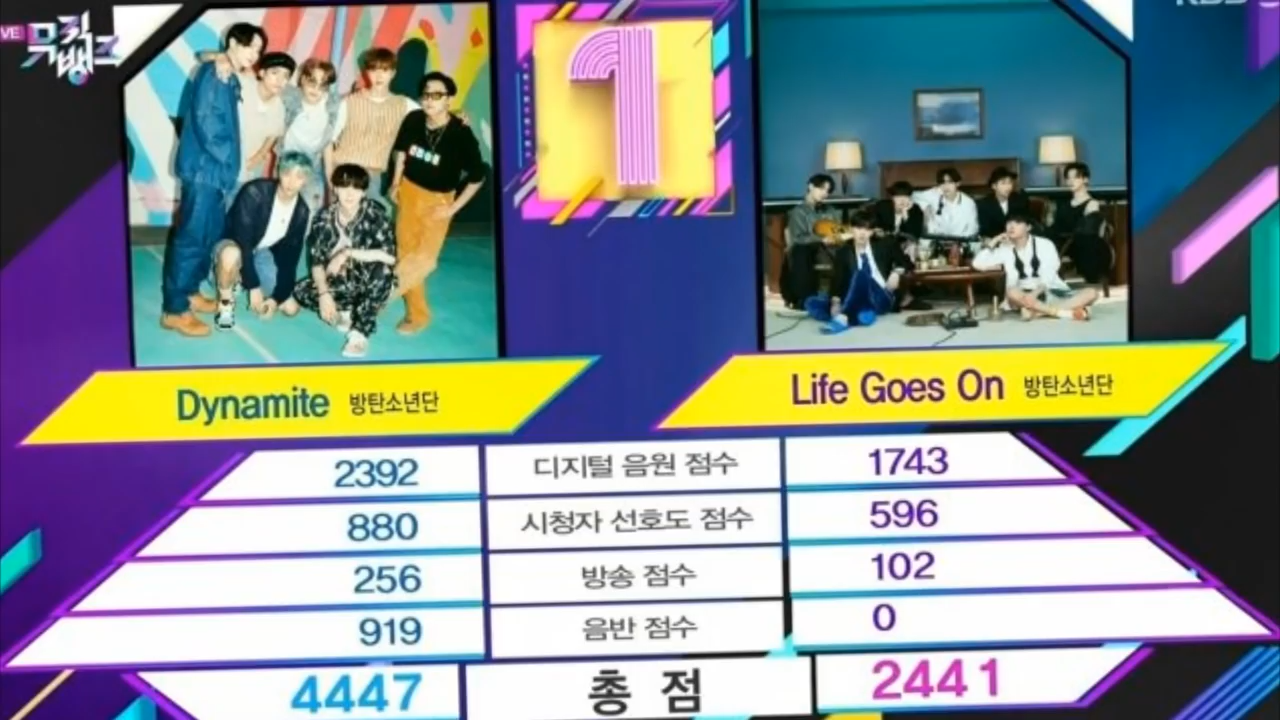 VE
뮤직
뱅크
1
Dynamite 방탄소년단
Life Goes On 방탄소년단
2392 디지털 음원 점수 1743
880 시청자 선호도 점수 596
256 방송 점수 102
919 음반 점수 0
4447 총 점 2441